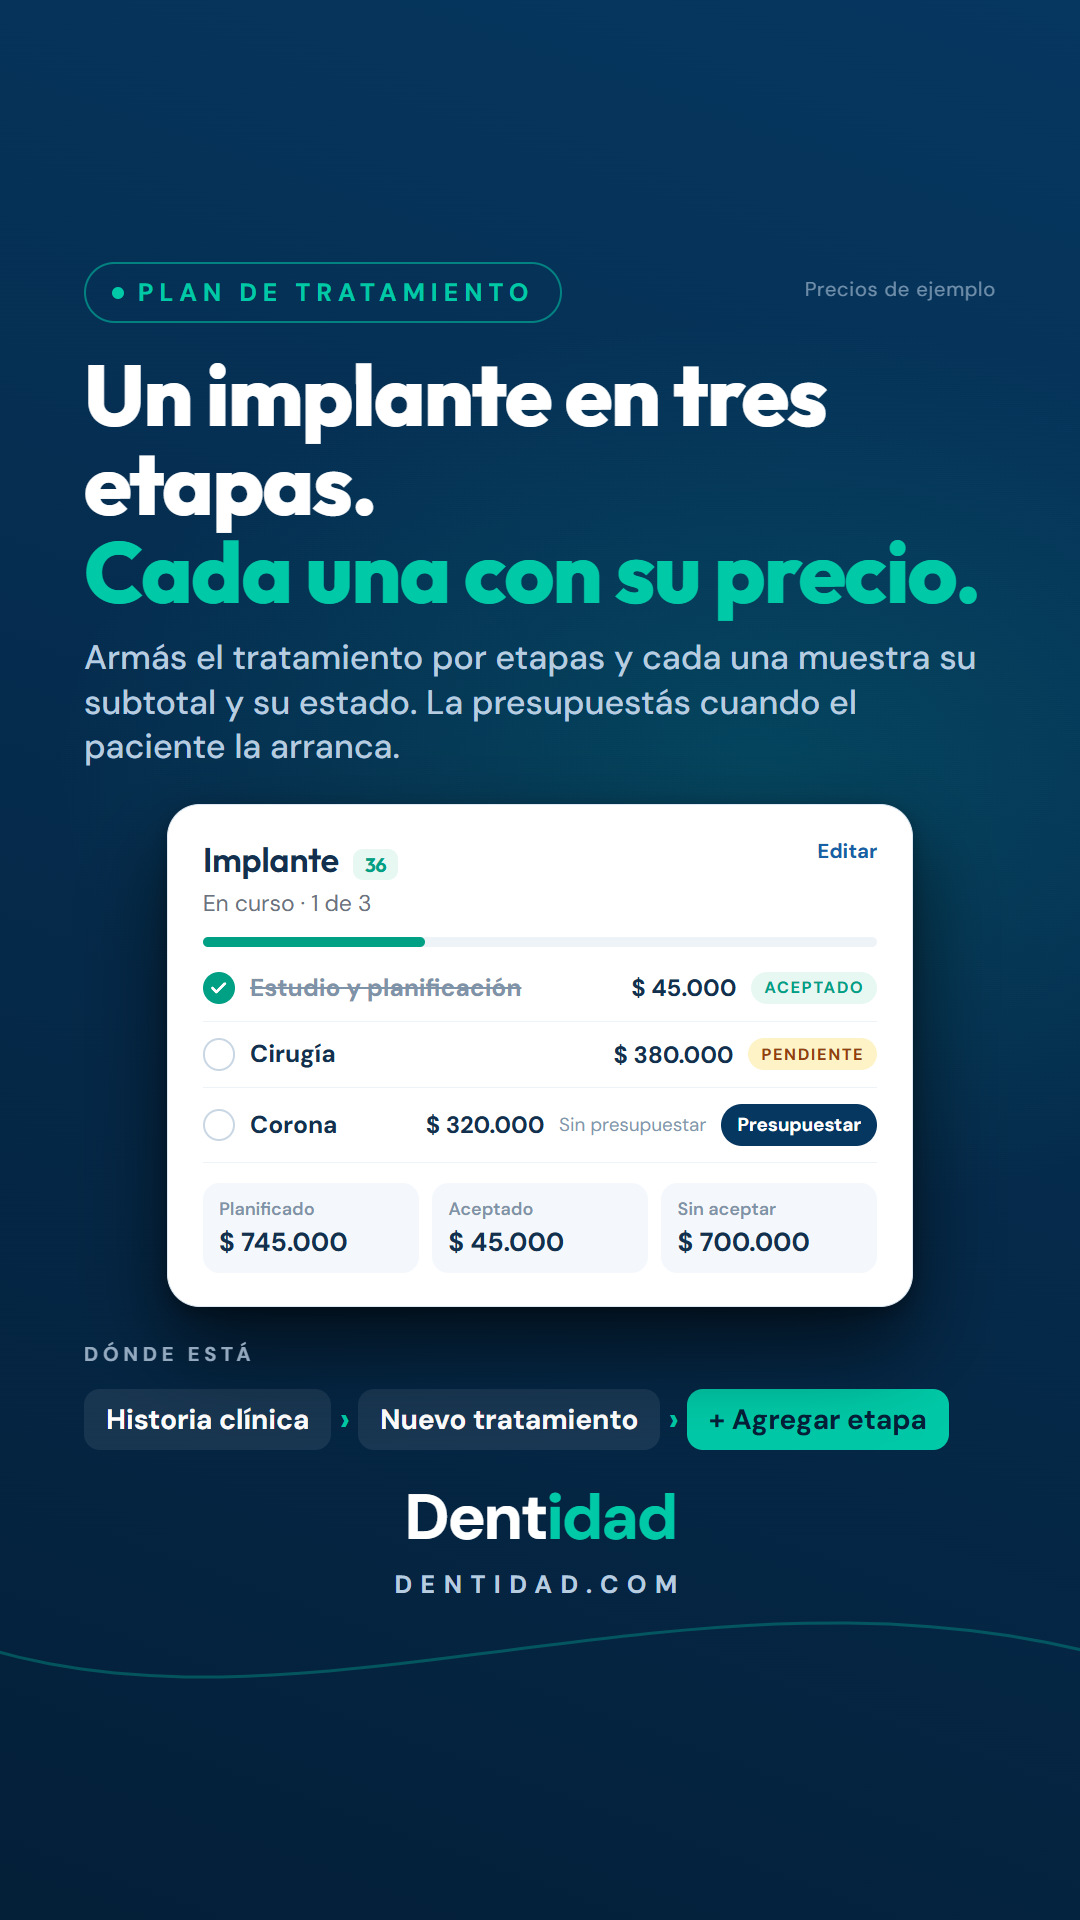 PLAN DE TRATAMIENTO
Precios de ejemplo
Un implante en tres
etapas.
Cada una con su precio.
Armás el tratamiento por etapas y cada una muestra su
subtotal y su estado. La presupuestás cuando el
paciente la arranca.
Implante 36
Editar
En curso · 1 de 3
Estudio y planificación $ 45.000 ACEPTADO
Cirugía $ 380.000 PENDIENTE
Corona $ 320.000 Sin presupuestar Presupuestar
Planificado Aceptado Sin aceptar
$ 745.000 $ 45.000 $ 700.000
DÓNDE ESTÁ
Historia clínica › Nuevo tratamiento › + Agregar etapa
Dentidad
DENTIDAD.COM